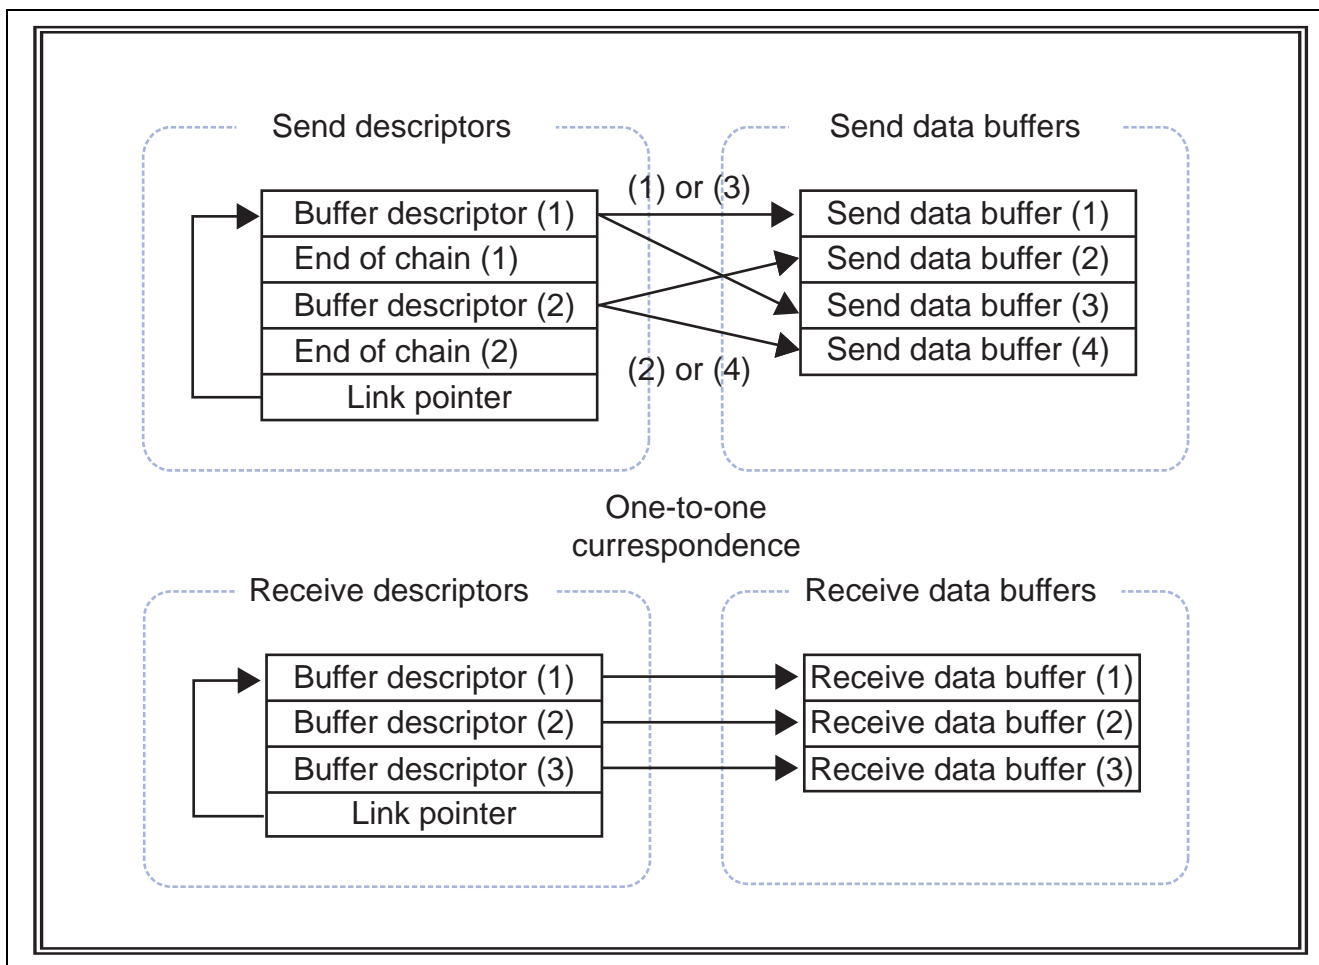 Send descriptors
Send data buffers
(1) or (3)
Buffer descriptor (1)
End of chain (1)
Buffer descriptor (2)
End of chain (2)
Link pointer
Send data buffer (1)
Send data buffer (2)
Send data buffer (3)
Send data buffer (4)
(2) or (4)
One-to-one
currespondence
Receive descriptors
Receive data buffers
Buffer descriptor (1)
Buffer descriptor (2)
Buffer descriptor (3)
Link pointer
Receive data buffer (1)
Receive data buffer (2)
Receive data buffer (3)